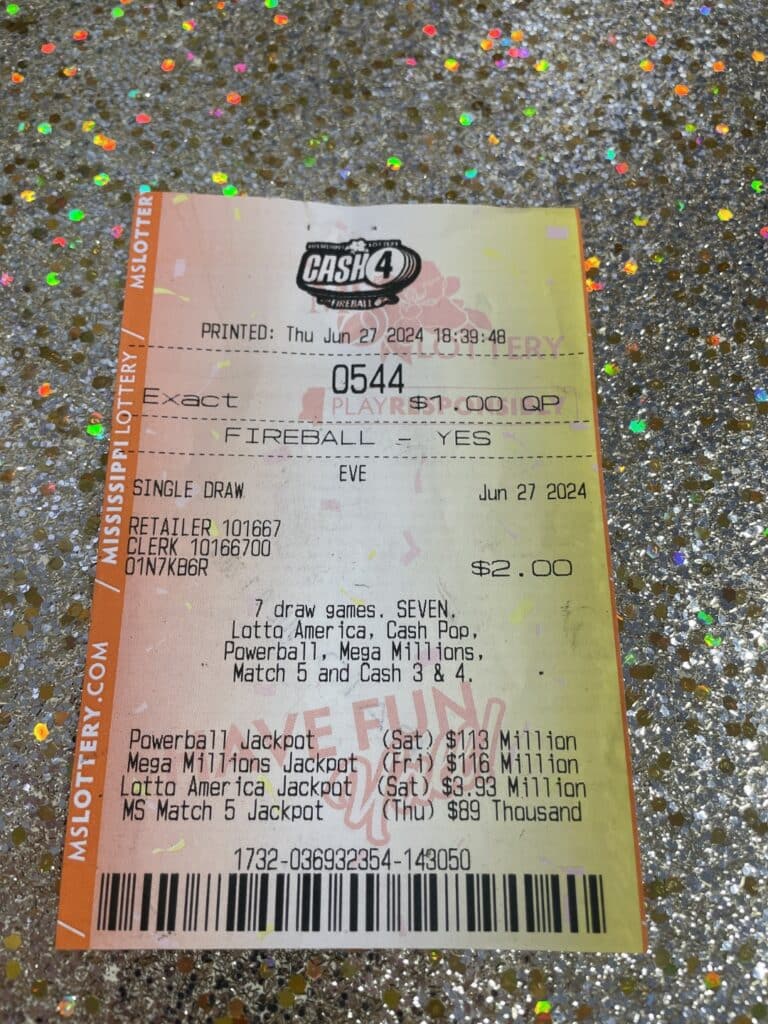 MISSISSIPPI LOTTERY
CASH 4
FIREBALL
PRINTED: Thu Jun 27 2024 18:39:48
LOTTERY
0544
Exact $1.00 QP
PLAY RESPONSIBLY
FIREBALL - YES
EVE
SINGLE DRAW Jun 27 2024
RETAILER 101667
CLERK 10166700
01N7KB6R $2.00
7 draw games. SEVEN.
Lotto America, Cash Pop,
Powerball, Mega Millions,
Match 5 and Cash 3 & 4.
HAVE FUN
Y'all!
Powerball Jackpot (Sat) $113 Million
Mega Millions Jackpot (Fri) $116 Million
Lotto America Jackpot (Sat) $3.93 Million
MS Match 5 Jackpot (Thu) $89 Thousand
1732-036932354-143050
MSLOTTERY.COM / MISSISSIPPI LOTTERY / MSLOTTERY